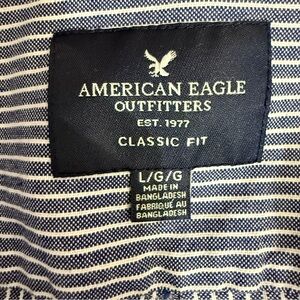 AMERICAN EAGLE
OUTFITTERS
EST. 1977
CLASSIC FIT
L/G/G
MADE IN
BANGLADESH
FABRIQUÉ AU
BANGLADESH